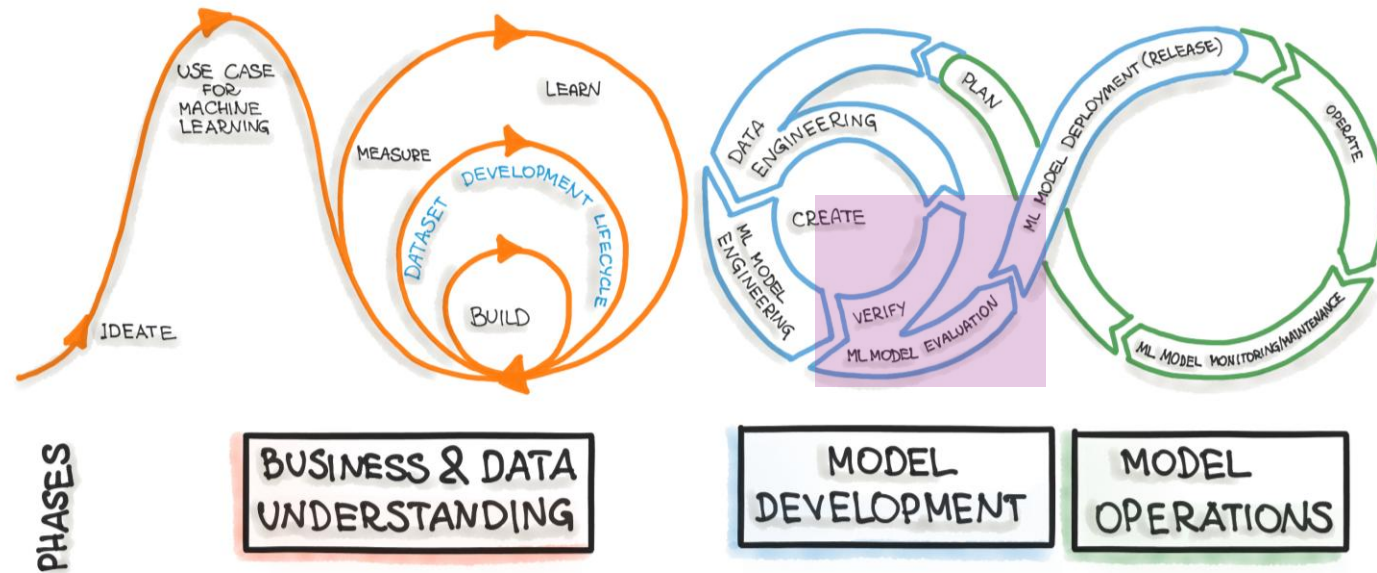 IDEATE
USE CASE
FOR
MACHINE
LEARNING
MEASURE
LEARN
DATASET
DEVELOPMENT LIFECYCLE
BUILD
DATA
ENGINEERING
CREATE
ML MODEL
ENGINEERING
VERIFY
ML MODEL EVALUATION
PLAN
ML MODEL DEPLOYMENT (RELEASE)
OPERATE
ML MODEL MONITORING/MAINTENANCE
PHASES
BUSINESS & DATA
UNDERSTANDING
MODEL
DEVELOPMENT
MODEL
OPERATIONS